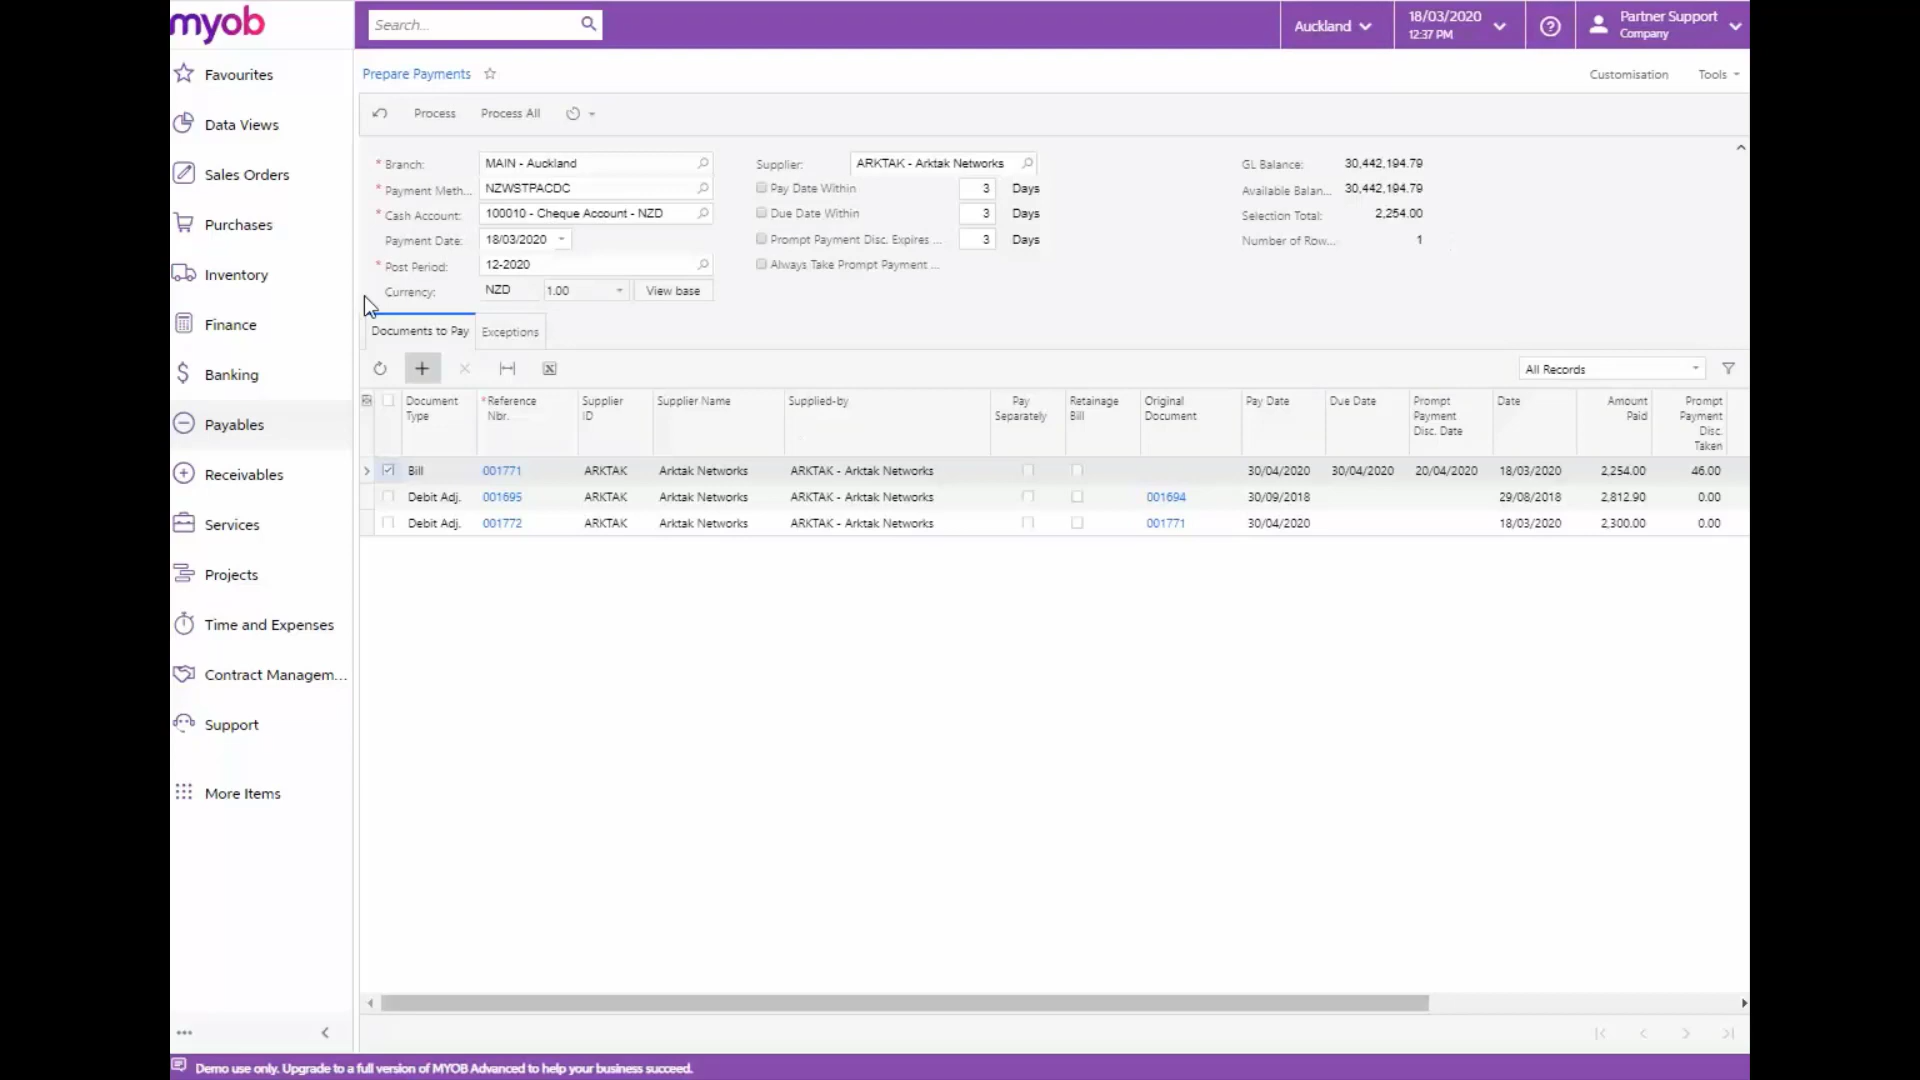 myob
Search...
Auckland
18/03/2020
12:37 PM
Partner Support
Company
Favourites
Data Views
Sales Orders
Purchases
Inventory
Finance
Banking
Payables
Receivables
Services
Projects
Time and Expenses
Contract Managem...
Support
More Items
Prepare Payments
Customisation
Tools
Process
Process All
* Branch: MAIN - Auckland
* Payment Meth... NZWSTPACDC
* Cash Account: 100010 - Cheque Account - NZD
Payment Date: 18/03/2020
* Post Period: 12-2020
Currency: NZD 1.00 View base
Supplier: ARKTAK - Arktak Networks
Pay Date Within 3 Days
Due Date Within 3 Days
Prompt Payment Disc. Expires ... 3 Days
Always Take Prompt Payment ...
GL Balance: 30,442,194.79
Available Balan... 30,442,194.79
Selection Total: 2,254.00
Number of Row... 1
Documents to Pay
Exceptions
All Records
Document Type
*Reference Nbr.
Supplier ID
Supplier Name
Supplied-by
Pay Separately
Retainage Bill
Original Document
Pay Date
Due Date
Prompt Payment Disc. Date
Date
Amount Paid
Prompt Payment Disc. Taken
Bill 001771 ARKTAK Arktak Networks ARKTAK - Arktak Networks 30/04/2020 30/04/2020 20/04/2020 18/03/2020 2,254.00 46.00
Debit Adj. 001695 ARKTAK Arktak Networks ARKTAK - Arktak Networks 001694 30/09/2018 29/08/2018 2,812.90 0.00
Debit Adj. 001772 ARKTAK Arktak Networks ARKTAK - Arktak Networks 001771 30/04/2020 18/03/2020 2,300.00 0.00
Demo use only. Upgrade to a full version of MYOB Advanced to help your business succeed.